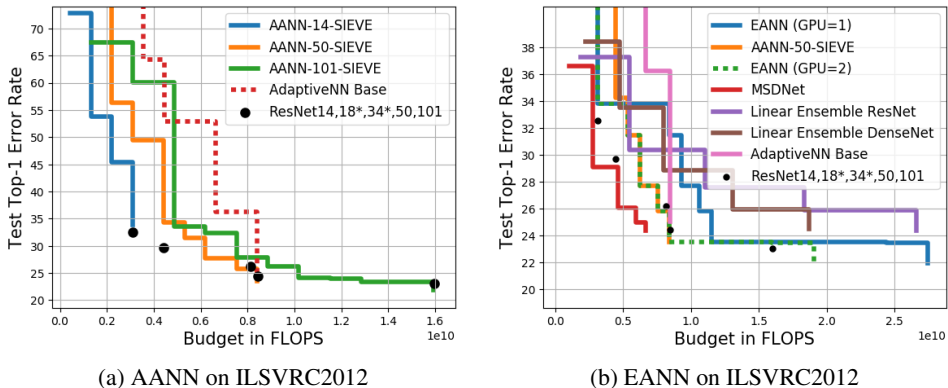 70
65
60
55
50
45
40
35
30
25
20
Test Top-1 Error Rate
AANN-14-SIEVE
AANN-50-SIEVE
AANN-101-SIEVE
AdaptiveNN Base
ResNet14,18*,34*,50,101
0.0 0.2 0.4 0.6 0.8 1.0 1.2 1.4 1.6
1e10
Budget in FLOPS
(a) AANN on ILSVRC2012
38
36
34
32
30
28
26
24
22
20
Test Top-1 Error Rate
EANN (GPU=1)
AANN-50-SIEVE
EANN (GPU=2)
MSDNet
Linear Ensemble ResNet
Linear Ensemble DenseNet
AdaptiveNN Base
ResNet14,18*,34*,50,101
0.0 0.5 1.0 1.5 2.0 2.5
1e10
Budget in FLOPS
(b) EANN on ILSVRC2012